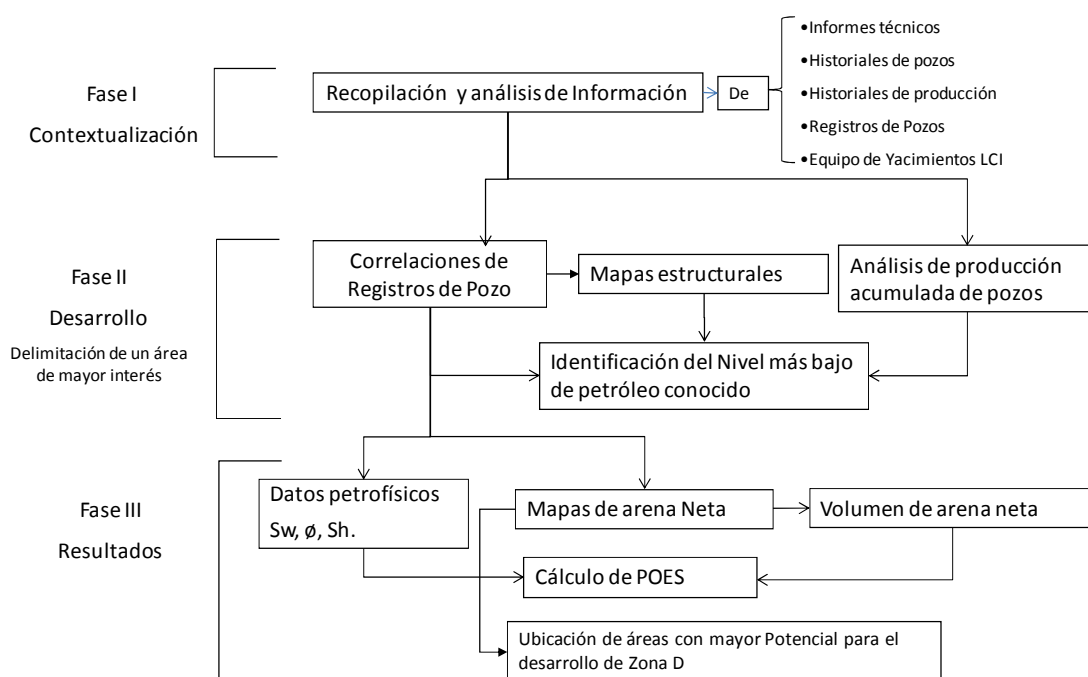 Fase I
Contextualización
Recopilación y análisis de Información
De
•Informes técnicos
•Historiales de pozos
•Historiales de producción
•Registros de Pozos
•Equipo de Yacimientos LCI
Fase II
Desarrollo
Delimitación de un área
de mayor interés
Correlaciones de
Registros de Pozo
Mapas estructurales
Análisis de producción
acumulada de pozos
Identificación del Nivel más bajo
de petróleo conocido
Fase III
Resultados
Datos petrofísicos
Sw, ø, Sh.
Mapas de arena Neta
Volumen de arena neta
Cálculo de POES
Ubicación de áreas con mayor Potencial para el
desarrollo de Zona D